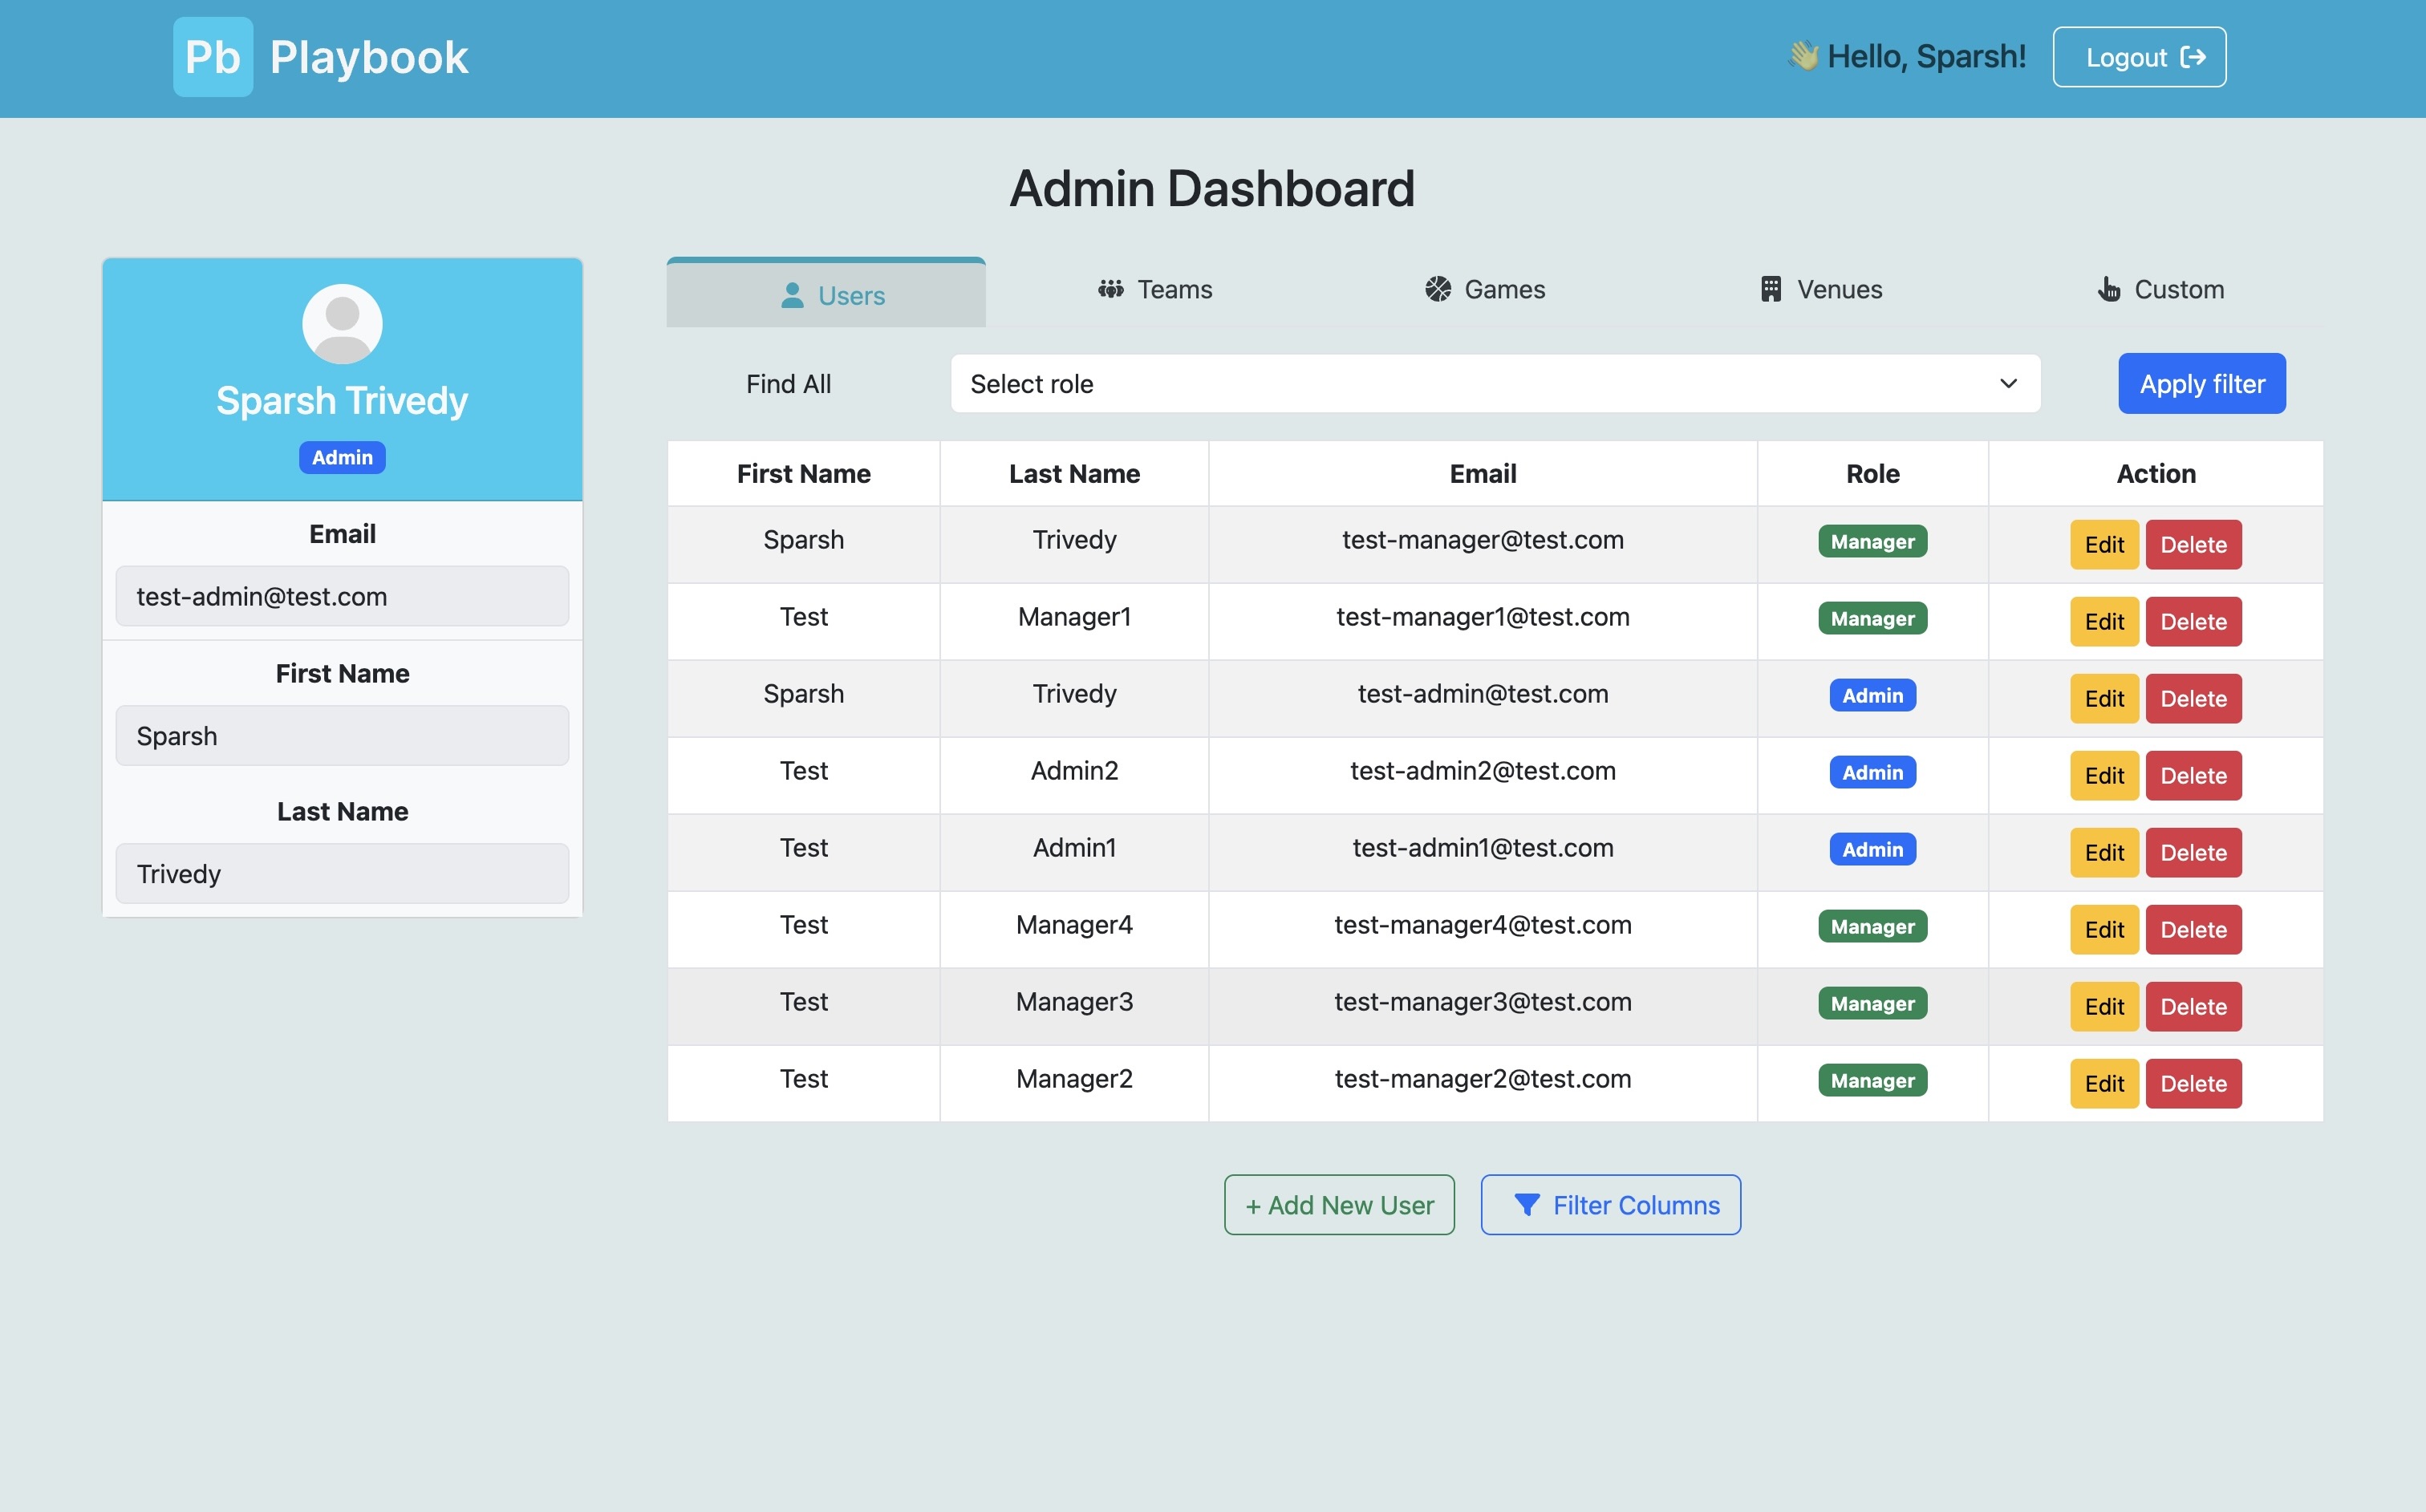 Pb Playbook
👋 Hello, Sparsh! Logout
Admin Dashboard
Sparsh Trivedy
Admin
Email
test-admin@test.com
First Name
Sparsh
Last Name
Trivedy
Users Teams Games Venues Custom
Find All Select role Apply filter
First Name Last Name Email Role Action
Sparsh Trivedy test-manager@test.com Manager Edit Delete
Test Manager1 test-manager1@test.com Manager Edit Delete
Sparsh Trivedy test-admin@test.com Admin Edit Delete
Test Admin2 test-admin2@test.com Admin Edit Delete
Test Admin1 test-admin1@test.com Admin Edit Delete
Test Manager4 test-manager4@test.com Manager Edit Delete
Test Manager3 test-manager3@test.com Manager Edit Delete
Test Manager2 test-manager2@test.com Manager Edit Delete
+ Add New User Filter Columns